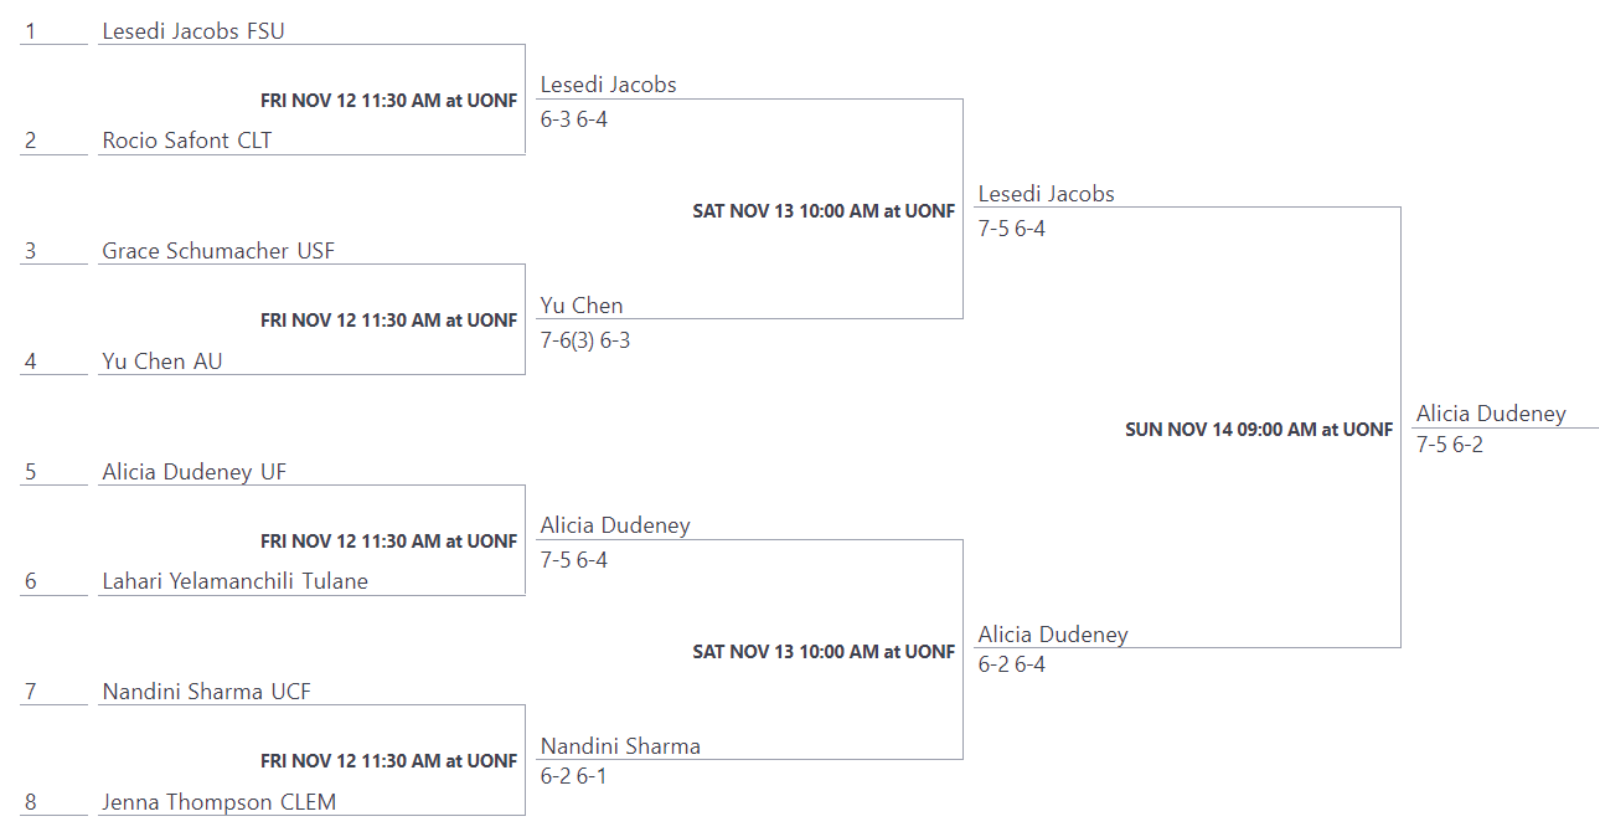 1 Lesedi Jacobs FSU
FRI NOV 12 11:30 AM at UONF
2 Rocio Safont CLT
3 Grace Schumacher USF
FRI NOV 12 11:30 AM at UONF
4 Yu Chen AU
5 Alicia Dudeney UF
FRI NOV 12 11:30 AM at UONF
6 Lahari Yelamanchili Tulane
7 Nandini Sharma UCF
FRI NOV 12 11:30 AM at UONF
8 Jenna Thompson CLEM
Lesedi Jacobs
6-3 6-4
SAT NOV 13 10:00 AM at UONF
Yu Chen
7-6(3) 6-3
Alicia Dudeney
7-5 6-4
SAT NOV 13 10:00 AM at UONF
Nandini Sharma
6-2 6-1
Lesedi Jacobs
7-5 6-4
SUN NOV 14 09:00 AM at UONF
Alicia Dudeney
6-2 6-4
Alicia Dudeney
7-5 6-2